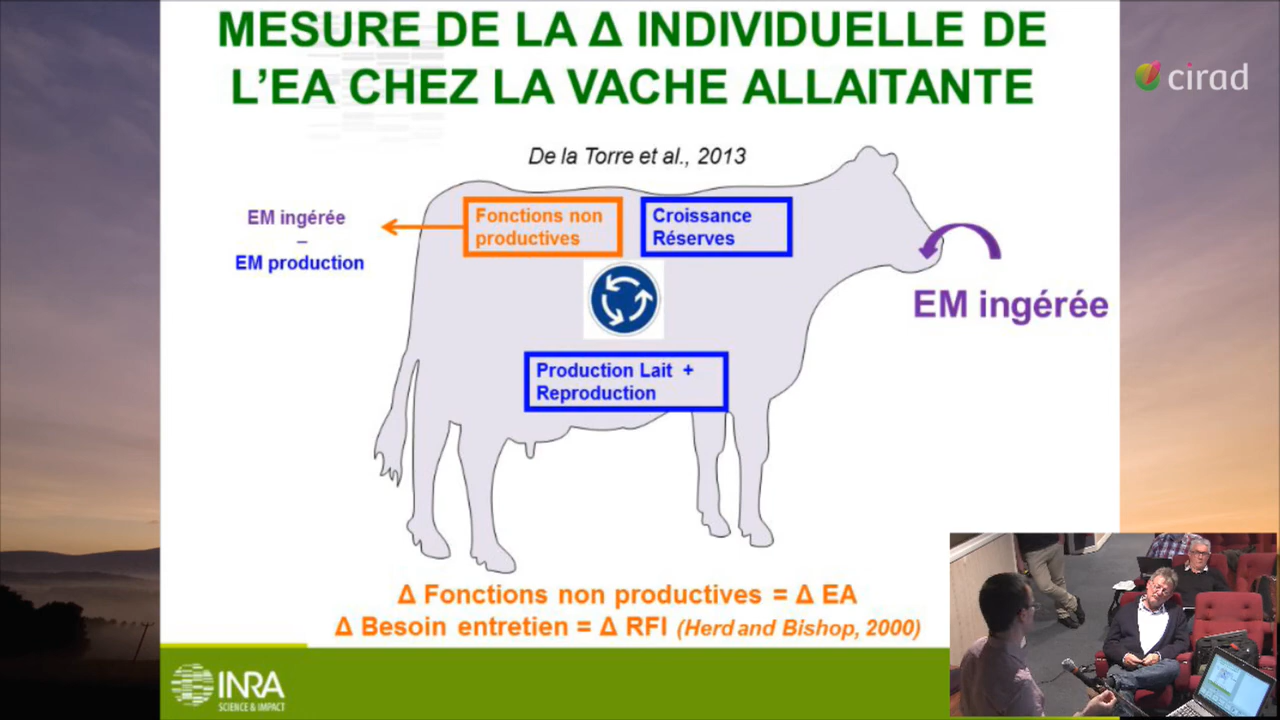 MESURE DE LA Δ INDIVIDUELLE DE
L'EA CHEZ LA VACHE ALLAITANTE
cirad
De la Torre et al., 2013
EM ingérée
–
EM production
Fonctions non
productives
Croissance
Réserves
EM ingérée
Production Lait +
Reproduction
Δ Fonctions non productives = Δ EA
Δ Besoin entretien = Δ RFI (Herd and Bishop, 2000)
INRA
SCIENCE & IMPACT